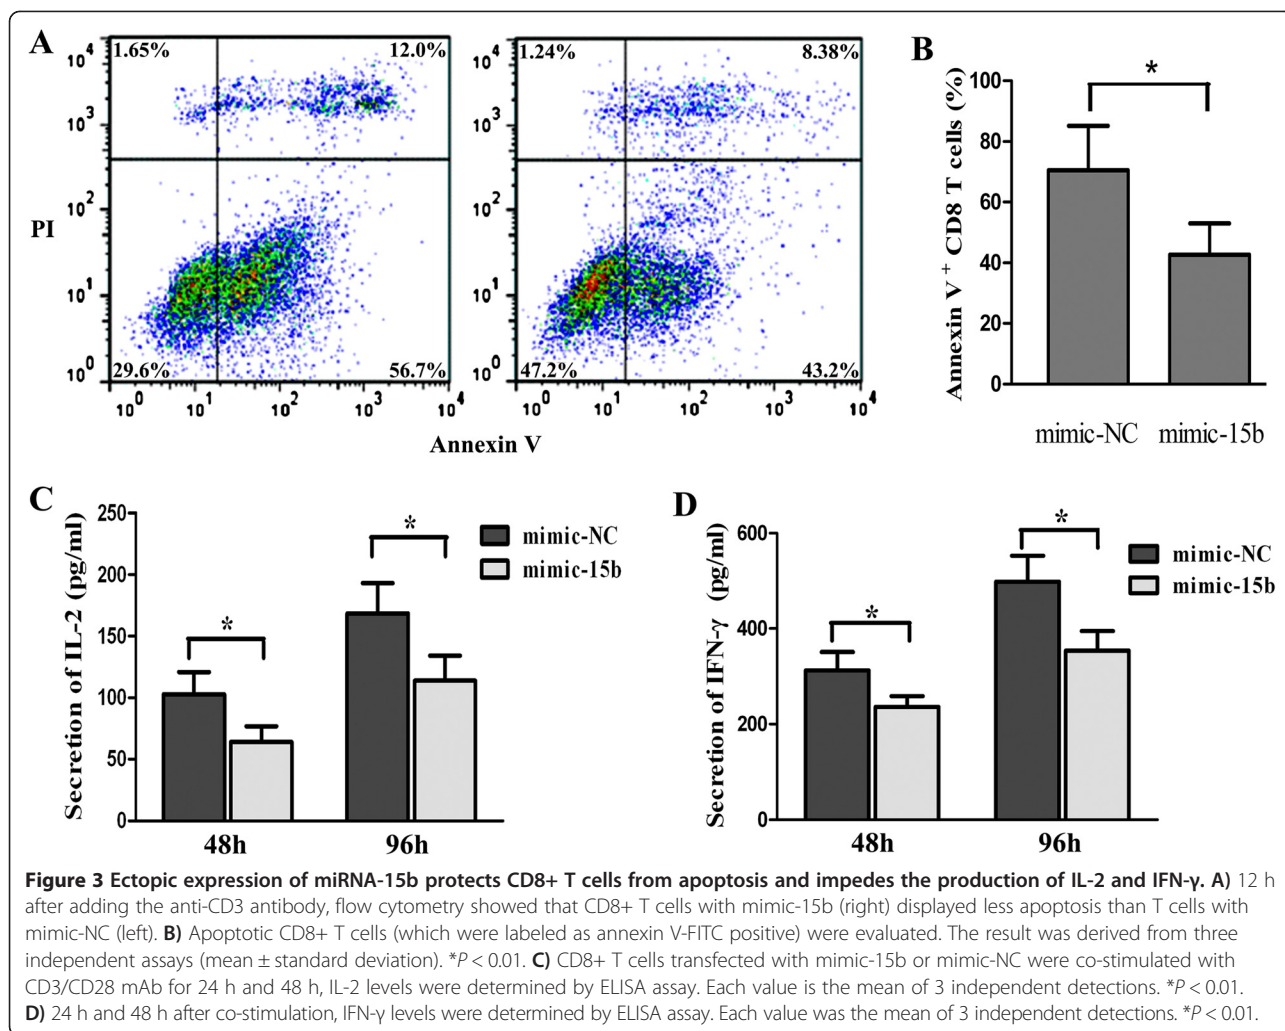 A
10⁴
10³
10²
10¹
10⁰
PI
1.65%
12.0%
29.6%
56.7%
10⁰ 10¹ 10² 10³ 10⁴
10⁴
10³
10²
10¹
10⁰
1.24%
8.38%
47.2%
43.2%
10⁰ 10¹ 10² 10³ 10⁴
Annexin V
B
Annexin V⁺ CD8 T cells (%)
100
80
60
40
20
0
*
mimic-NC mimic-15b
C
Secretion of IL-2 (pg/ml)
250
200
150
100
50
0
*
*
mimic-NC
mimic-15b
48h 96h
D
Secretion of IFN-γ (pg/ml)
600
400
200
0
*
*
mimic-NC
mimic-15b
48h 96h
Figure 3 Ectopic expression of miRNA-15b protects CD8+ T cells from apoptosis and impedes the production of IL-2 and IFN-γ. A) 12 h
after adding the anti-CD3 antibody, flow cytometry showed that CD8+ T cells with mimic-15b (right) displayed less apoptosis than T cells with
mimic-NC (left). B) Apoptotic CD8+ T cells (which were labeled as annexin V-FITC positive) were evaluated. The result was derived from three
independent assays (mean ± standard deviation). *P < 0.01. C) CD8+ T cells transfected with mimic-15b or mimic-NC were co-stimulated with
CD3/CD28 mAb for 24 h and 48 h, IL-2 levels were determined by ELISA assay. Each value is the mean of 3 independent detections. *P < 0.01.
D) 24 h and 48 h after co-stimulation, IFN-γ levels were determined by ELISA assay. Each value was the mean of 3 independent detections. *P < 0.01.